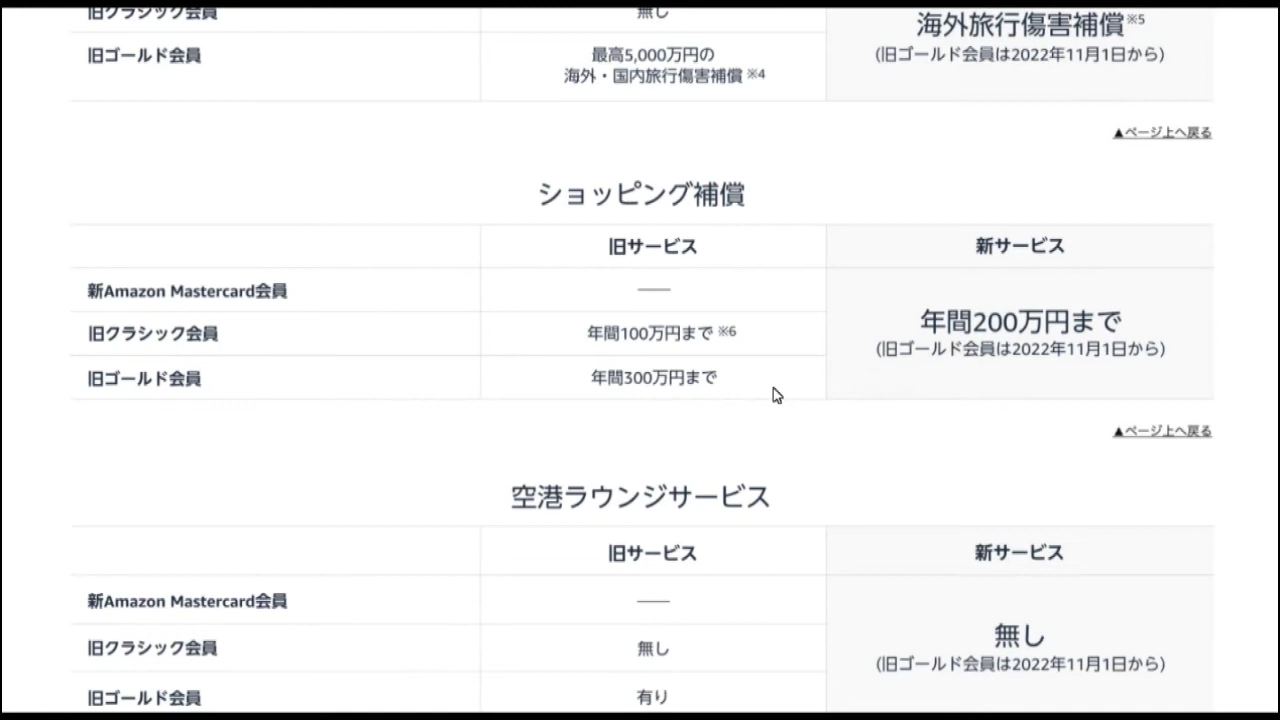 旧クラシック会員 無し
海外旅行傷害補償※5
旧ゴールド会員 最高5,000万円の (旧ゴールド会員は2022年11月1日から)
海外・国内旅行傷害補償 ※4
▲ページ上へ戻る
ショッピング補償
旧サービス 新サービス
新Amazon Mastercard会員 ——
旧クラシック会員 年間100万円まで ※6
年間200万円まで
(旧ゴールド会員は2022年11月1日から)
旧ゴールド会員 年間300万円まで
▲ページ上へ戻る
空港ラウンジサービス
旧サービス 新サービス
新Amazon Mastercard会員 ——
旧クラシック会員 無し
無し
(旧ゴールド会員は2022年11月1日から)
旧ゴールド会員 有り